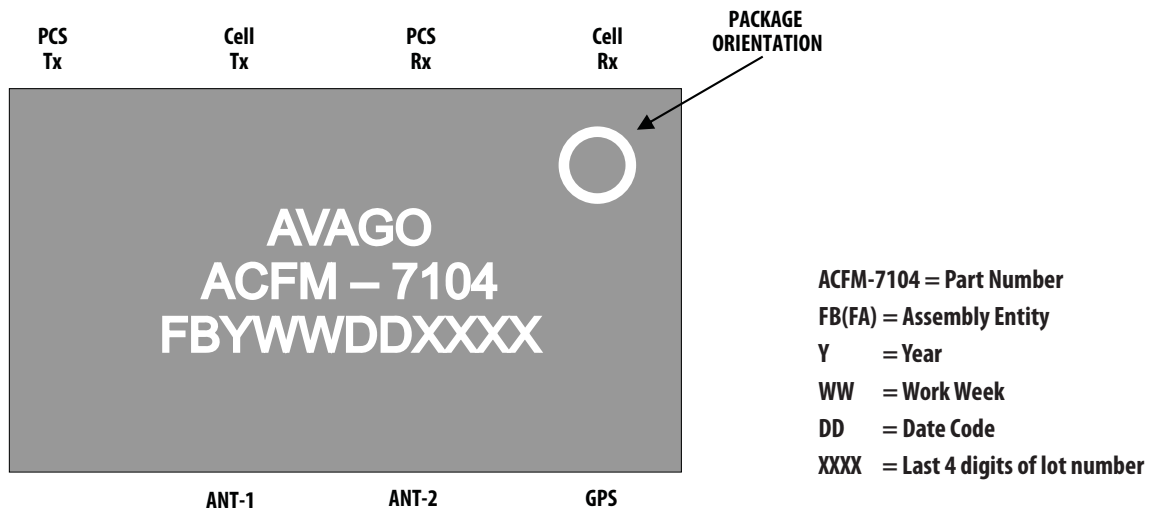 PCS Tx
Cell Tx
PCS Rx
Cell Rx
PACKAGE ORIENTATION
AVAGO
ACFM – 7104
FBYWWDDXXXX
ACFM-7104 = Part Number
FB(FA) = Assembly Entity
Y = Year
WW = Work Week
DD = Date Code
XXXX = Last 4 digits of lot number
ANT-1
ANT-2
GPS